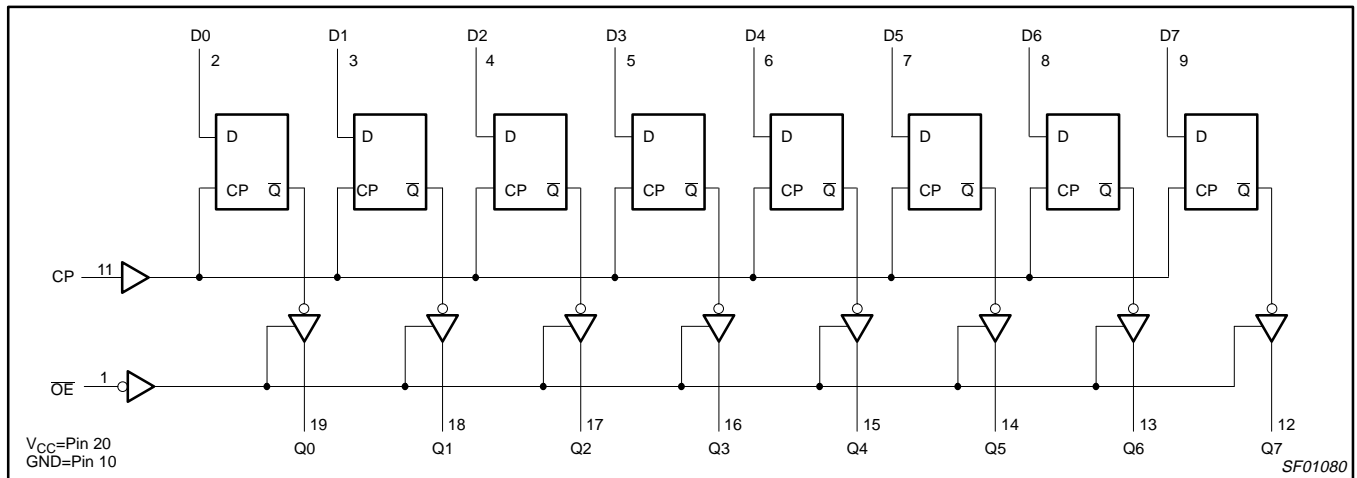 D0 D1 D2 D3 D4 D5 D6 D7
2 3 4 5 6 7 8 9
D D D D D D D D
CP Q̅ CP Q̅ CP Q̅ CP Q̅ CP Q̅ CP Q̅ CP Q̅ CP Q̅
CP 11
O̅E̅ 1
19 18 17 16 15 14 13 12
Q0 Q1 Q2 Q3 Q4 Q5 Q6 Q7
VCC=Pin 20
GND=Pin 10
SF01080